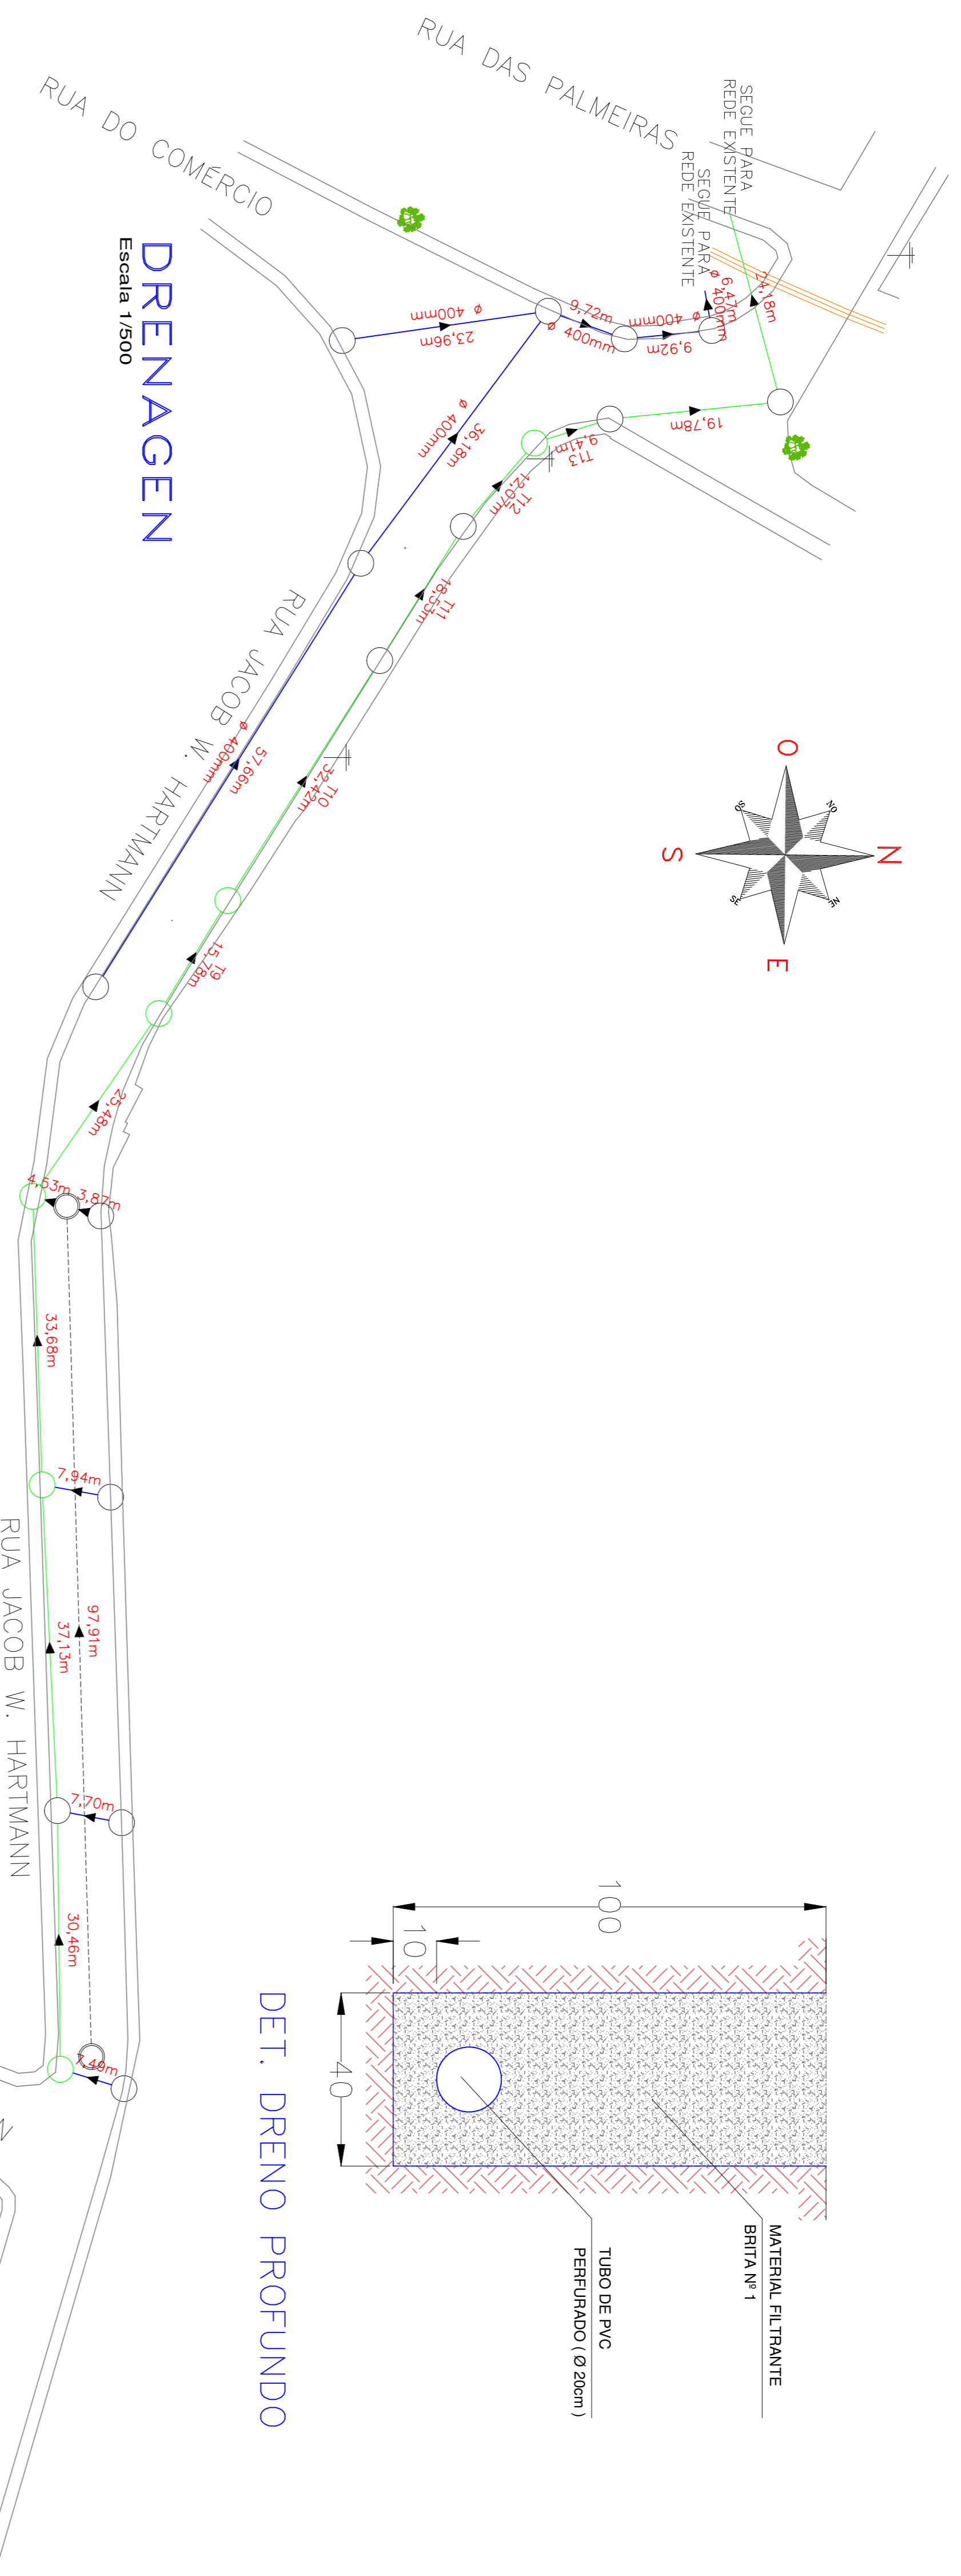 RUA DAS PALMEIRAS
RUA DO COMÉRCIO
SEGUE PARA
REDE EXISTENTE
SEGUE PARA
REDE EXISTENTE
DRENAGEN
Escala 1/500
24,18m
6,47m
ø 400mm
9,92m
ø 400mm
9,72m
ø 400mm
ø 400mm
23,96m
19,78m
T13
9,41m
T12
12,07m
36,18m
ø 400mm
T11
18,53m
RUA JACOB W. HARTMANN
57,66m
ø 400mm
T10
32,42m
T9
15,78m
25,48m
O
N
S
E
NO
SO
NE
SE
4,53m
3,87m
33,68m
7,94m
97,91m
37,13m
7,70m
30,46m
7,49m
RUA JACOB W. HARTMANN
N
100
10
40
MATERIAL FILTRANTE
BRITA Nº 1
TUBO DE PVC
PERFURADO ( Ø 20cm )
DET. DRENO PROFUNDO